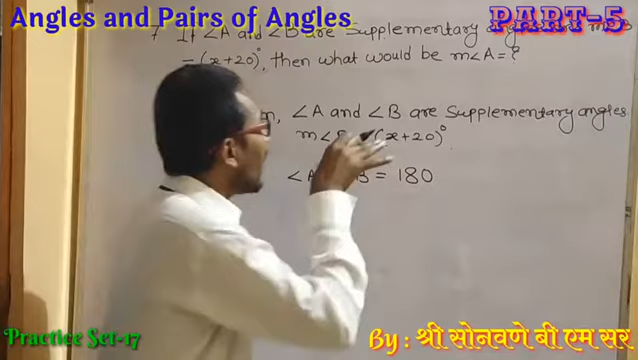 Angles and Pairs of Angles
PART-5
7 If ∠A and ∠B are Supplementary
= (x+20)°, then what would be m∠A=?
∠A and ∠B are Supplementary angles.
m∠B (x+20)°
∠A B = 180
Practice Set-17
By : श्री सोनवणे बी एम सर